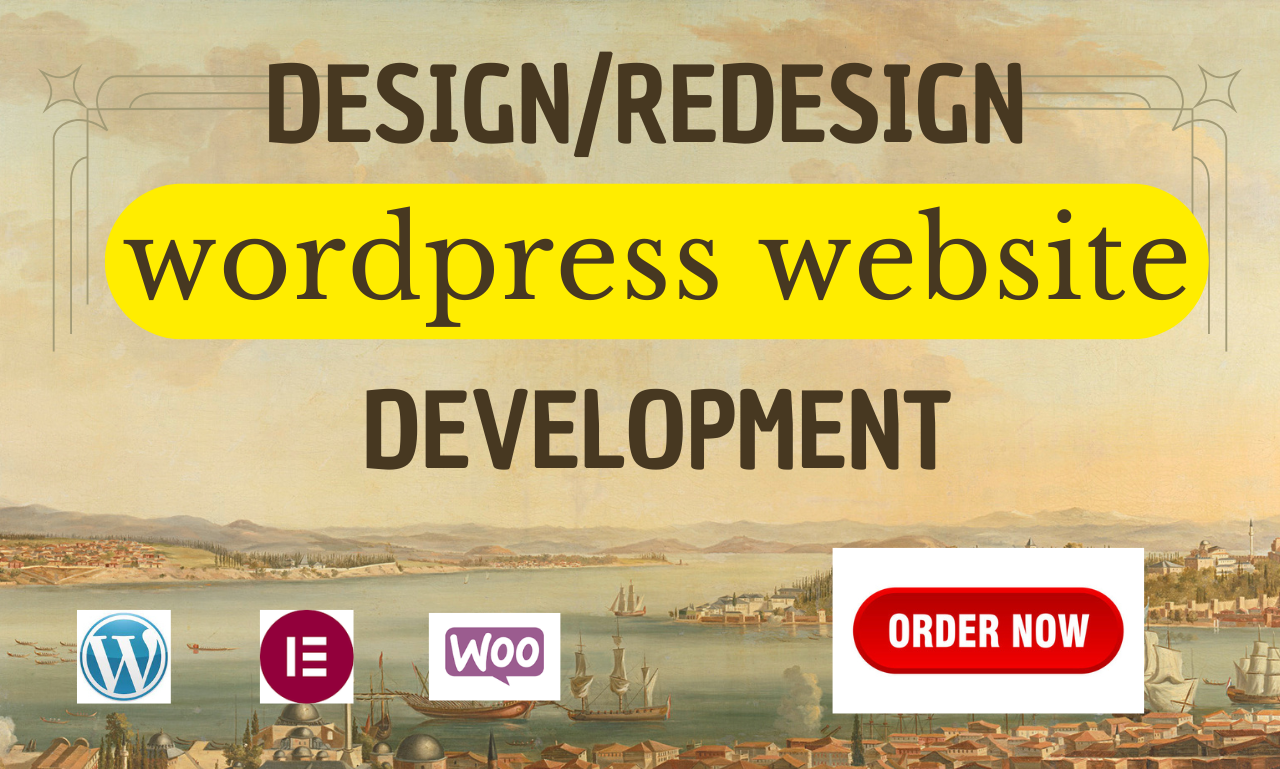 DESIGN/REDESIGN
wordpress website
DEVELOPMENT
W
E
WOO
ORDER NOW